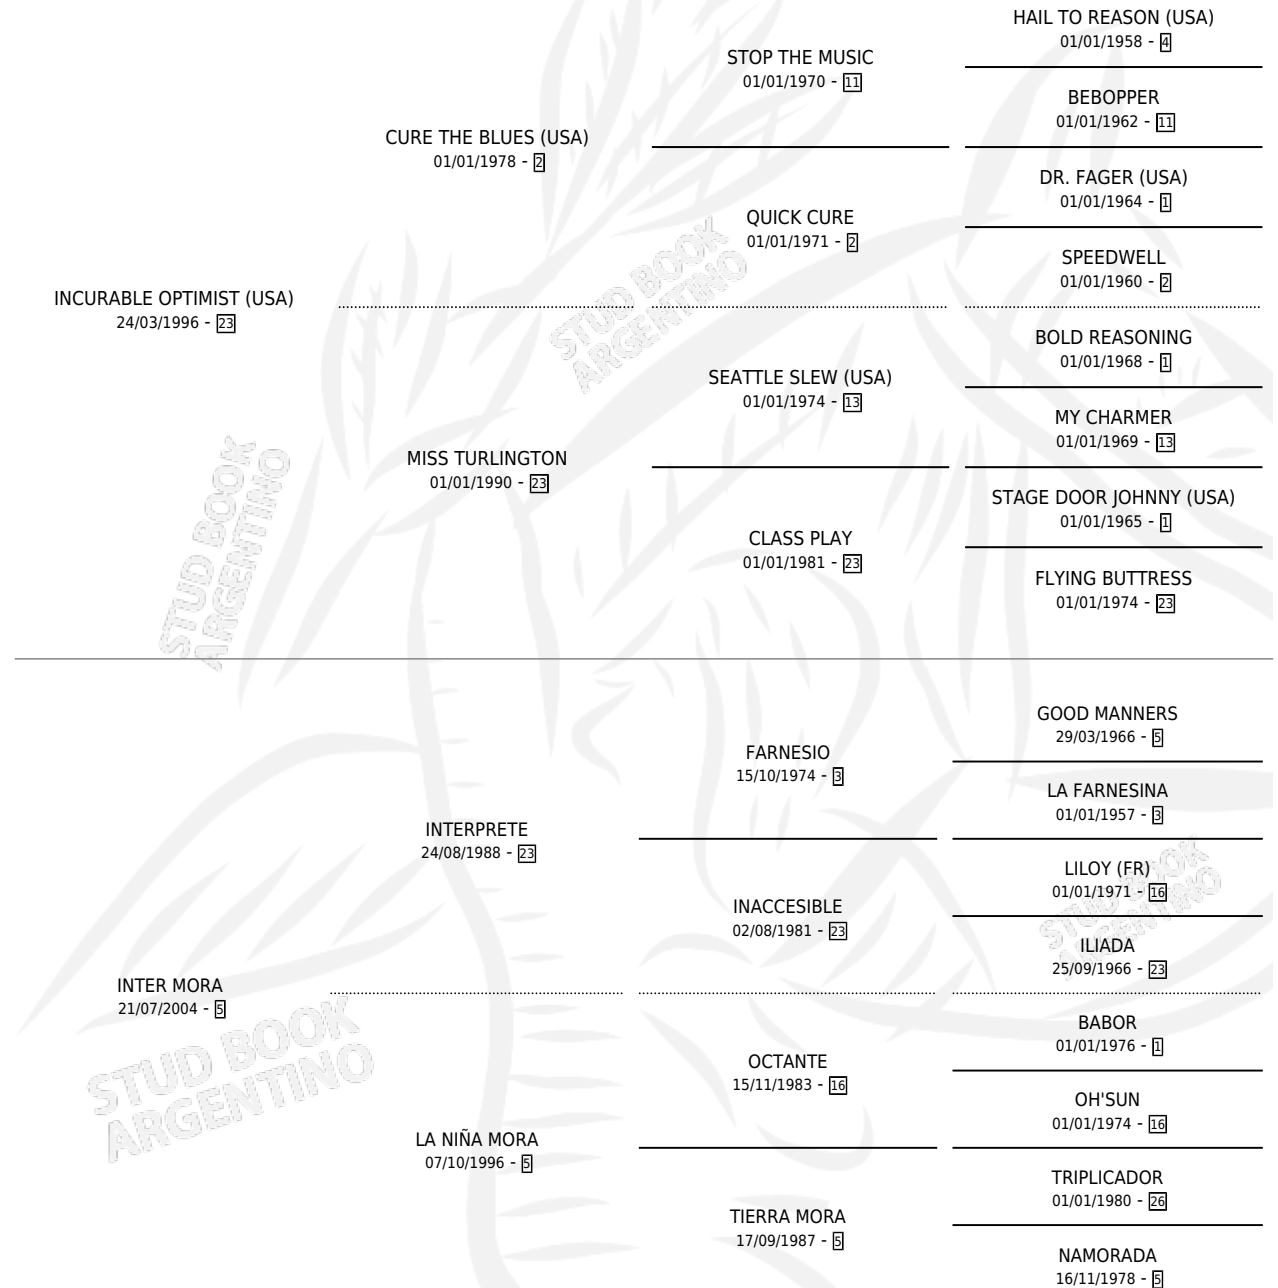 HAIL TO REASON (USA)
01/01/1958 - 4
STOP THE MUSIC
01/01/1970 - 11
BEBOPPER
01/01/1962 - 11
CURE THE BLUES (USA)
01/01/1978 - 2
DR. FAGER (USA)
01/01/1964 - 1
QUICK CURE
01/01/1971 - 2
SPEEDWELL
01/01/1960 - 2
INCURABLE OPTIMIST (USA)
24/03/1996 - 23
BOLD REASONING
01/01/1968 - 1
SEATTLE SLEW (USA)
01/01/1974 - 13
MY CHARMER
01/01/1969 - 13
MISS TURLINGTON
01/01/1990 - 23
STAGE DOOR JOHNNY (USA)
01/01/1965 - 1
CLASS PLAY
01/01/1981 - 23
FLYING BUTTRESS
01/01/1974 - 23
GOOD MANNERS
29/03/1966 - 5
FARNESIO
15/10/1974 - 3
LA FARNESINA
01/01/1957 - 3
INTERPRETE
24/08/1988 - 23
LILOY (FR)
01/01/1971 - 16
INACCESIBLE
02/08/1981 - 23
ILIADA
25/09/1966 - 23
INTER MORA
21/07/2004 - 5
BABOR
01/01/1976 - 1
OCTANTE
15/11/1983 - 16
OH'SUN
01/01/1974 - 16
LA NIÑA MORA
07/10/1996 - 5
TRIPLICADOR
01/01/1980 - 26
TIERRA MORA
17/09/1987 - 5
NAMORADA
16/11/1978 - 5
STUD BOOK
ARGENTINO
STUD BOOK
ARGENTINO
STUD BOOK
ARGENTINO
STUD BOOK
ARGENTINO